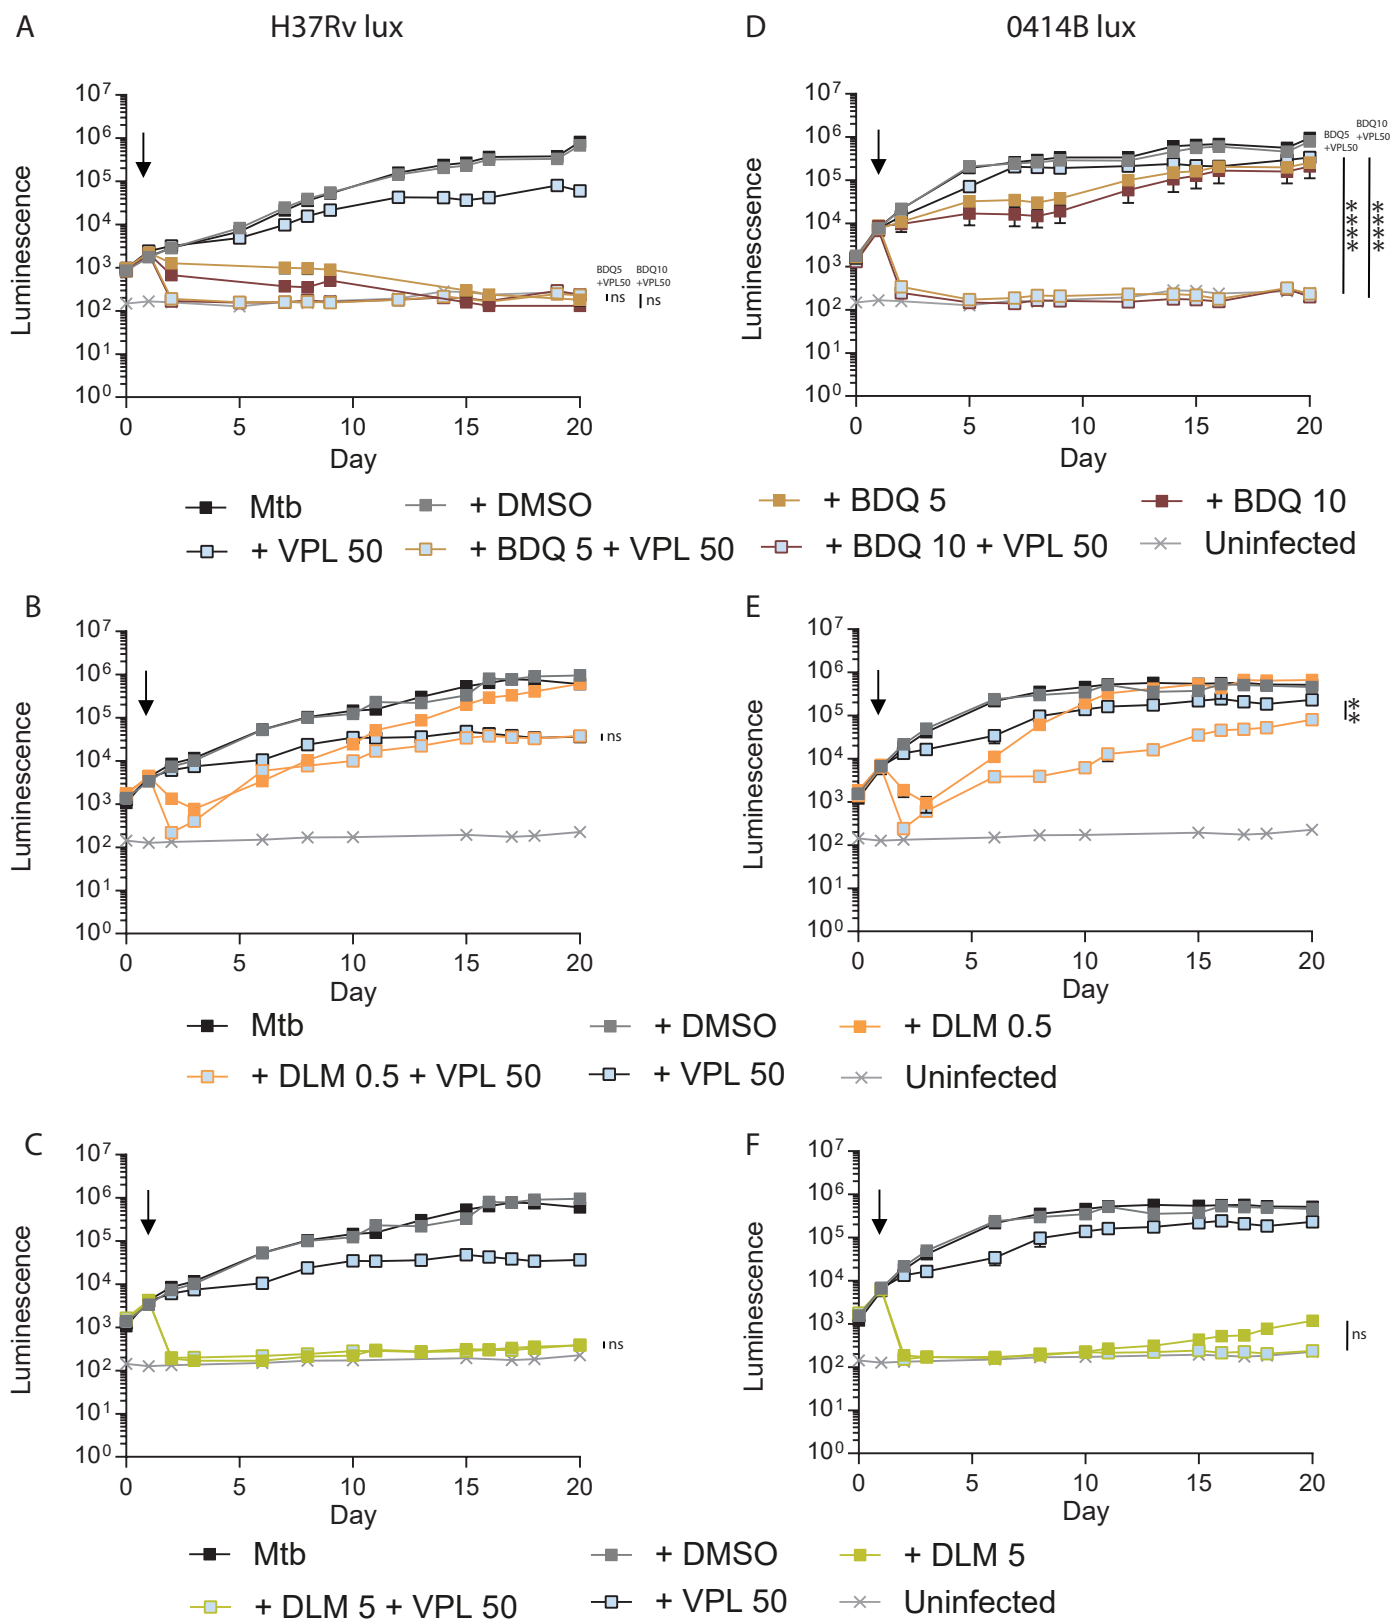 A H37Rv lux
Luminescence
10⁷
10⁶
10⁵
10⁴
10³
10²
10¹
10⁰
BDQ5 BDQ10
+VPL50 +VPL50
ns ns
0 5 10 15 20
Day
D 0414B lux
Luminescsence
10⁷
10⁶
10⁵
10⁴
10³
10²
10¹
10⁰
BDQ5 BDQ10
+VPL50 +VPL50
**** ****
0 5 10 15 20
Day
Mtb + DMSO + BDQ 5 + BDQ 10
+ VPL 50 + BDQ 5 + VPL 50 + BDQ 10 + VPL 50 Uninfected
B
Luminescence
10⁷
10⁶
10⁵
10⁴
10³
10²
10¹
10⁰
ns
0 5 10 15 20
Day
E
Luminescence
10⁷
10⁶
10⁵
10⁴
10³
10²
10¹
10⁰
**
0 5 10 15 20
Day
Mtb + DMSO + DLM 0.5
+ DLM 0.5 + VPL 50 + VPL 50 Uninfected
C
Luminescence
10⁷
10⁶
10⁵
10⁴
10³
10²
10¹
10⁰
ns
0 5 10 15 20
Day
F
Luminescence
10⁷
10⁶
10⁵
10⁴
10³
10²
10¹
10⁰
ns
0 5 10 15 20
Day
Mtb + DMSO + DLM 5
+ DLM 5 + VPL 50 + VPL 50 Uninfected